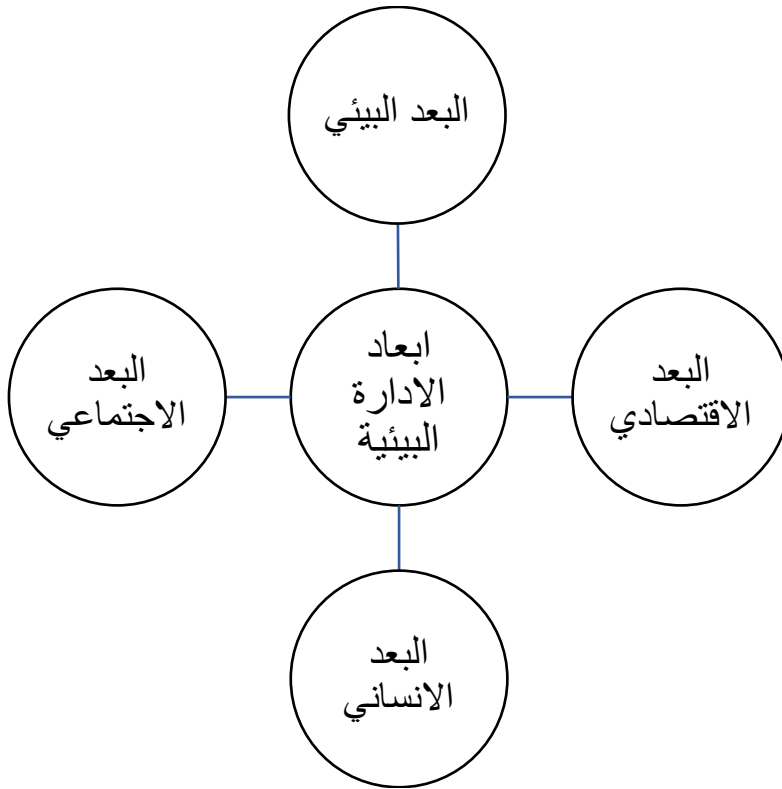 البعد البيئي
ابعاد
الادارة
البيئية
البعد
الاقتصادي
البعد
الاجتماعي
البعد
الانساني